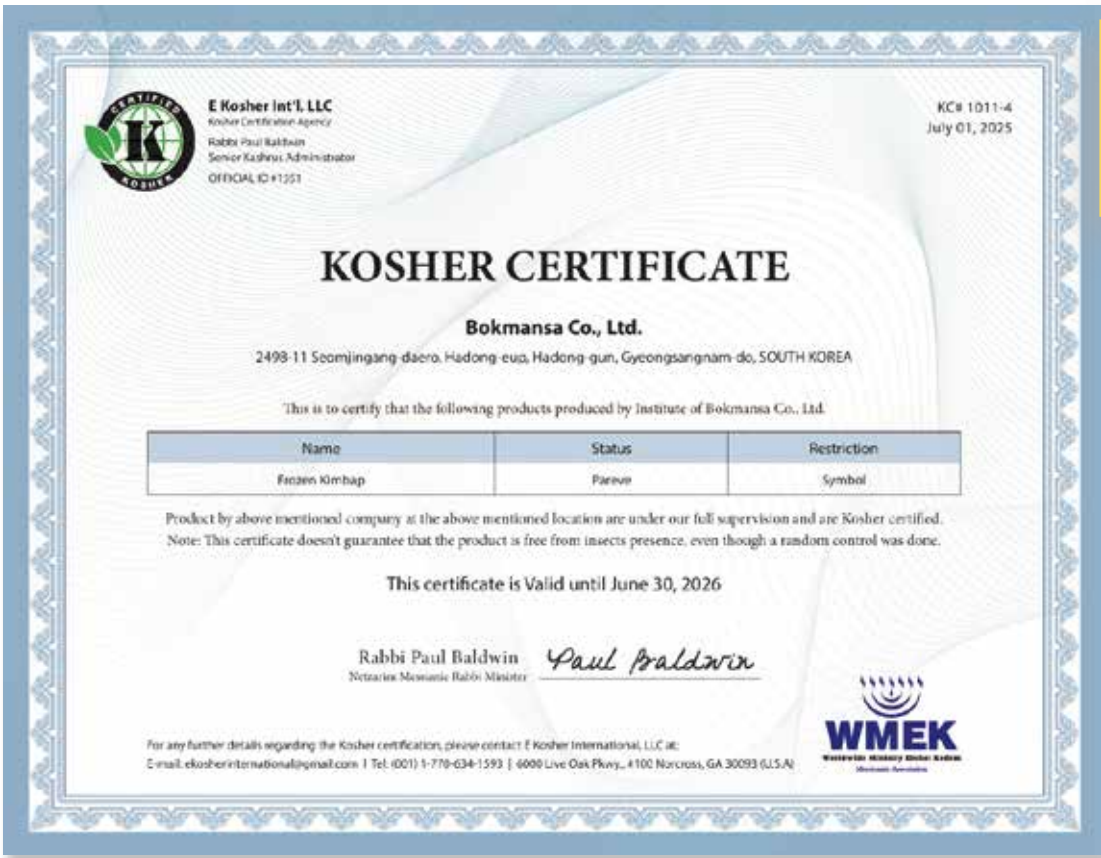 CERTIFIED
K
KOSHER
E Kosher Int'l. LLC
Kosher Certification Agency
Rabbi Paul Baldwin
Senior Kashrus Administrator
OFFICIAL ID #1351
KC# 1011-4
July 01, 2025
KOSHER CERTIFICATE
Bokmansa Co., Ltd.
2498-11 Seomjingang-daero, Hadong-eup, Hadong-gun, Gyeongsangnam-do, SOUTH KOREA
This is to certify that the following products produced by Institute of Bokmansa Co., Ltd.
Name Status Restriction
Frozen Kimbap Pareve Symbol
Product by above mentioned company at the above mentioned location are under our full supervision and are Kosher certified.
Note: This certificate doesn't guarantee that the product is free from insects presence, even though a random control was done.
This certificate is Valid until June 30, 2026
Rabbi Paul Baldwin Paul Baldwin
Netzarim Messianic Rabbi Minister
WMEK
Worldwide Ministry
For any further details regarding the Kosher certification, please contact E Kosher International, LLC at:
E-mail: ekosherinternational@gmail.com | Tel: (001) 1-770-634-1593 | 6000 Live Oak Pkwy., #100 Norcross, GA 30093 (U.S.A)